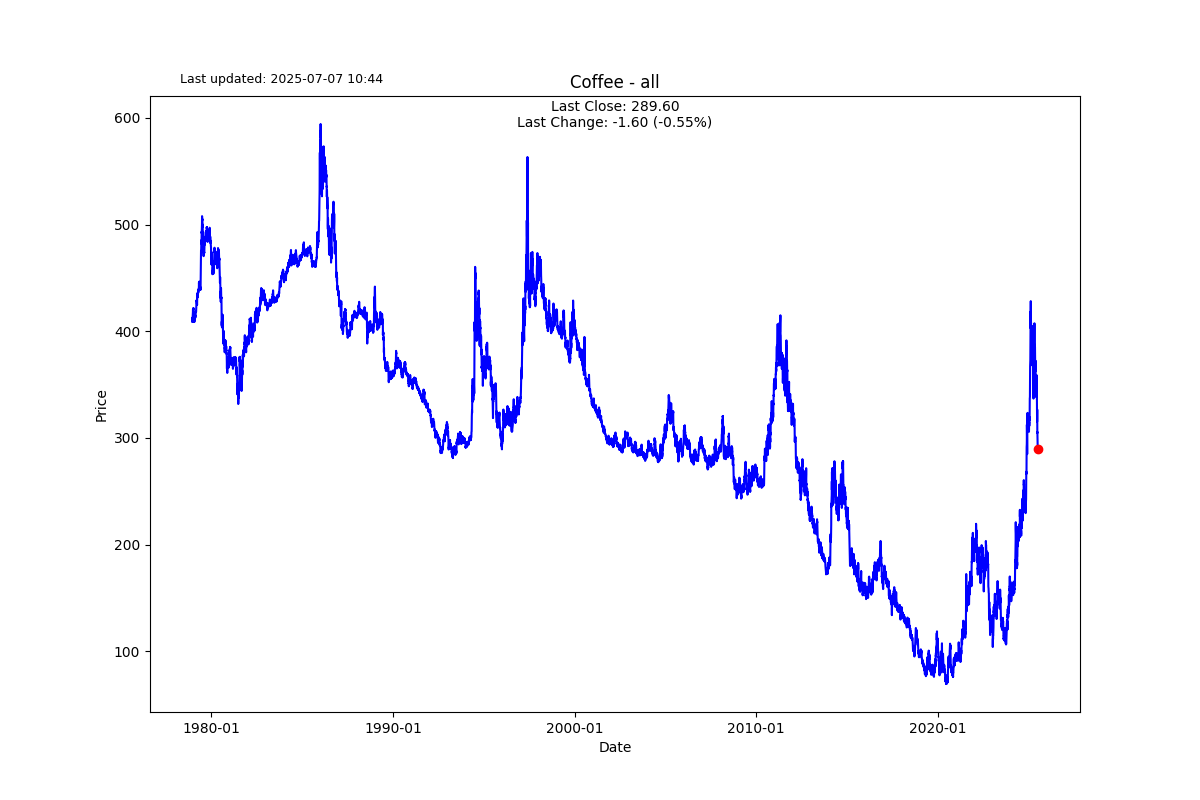 Last updated: 2025-07-07 10:44
Coffee - all
Last Close: 289.60
Last Change: -1.60 (-0.55%)
600
500
400
300
200
100
Price
1980-01
1990-01
2000-01
2010-01
2020-01
Date